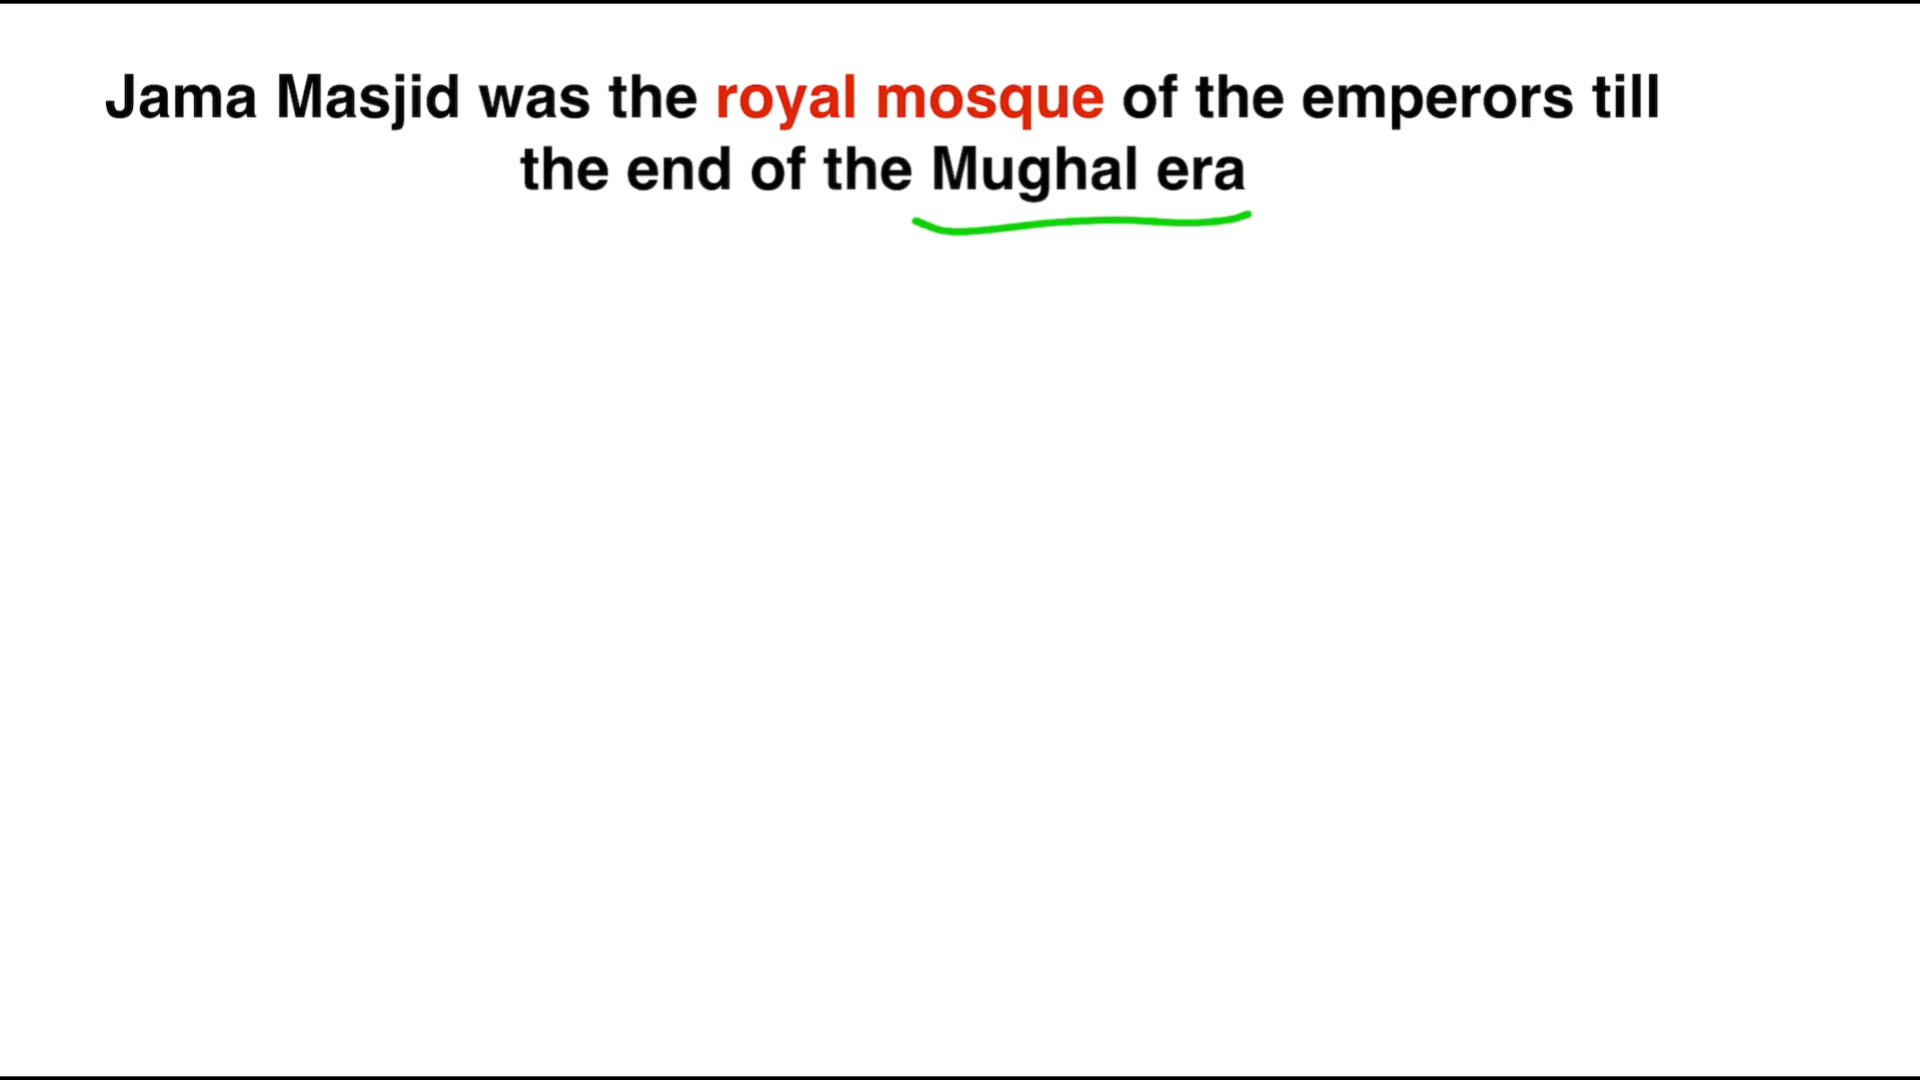 Jama Masjid was the royal mosque of the emperors till
the end of the Mughal era